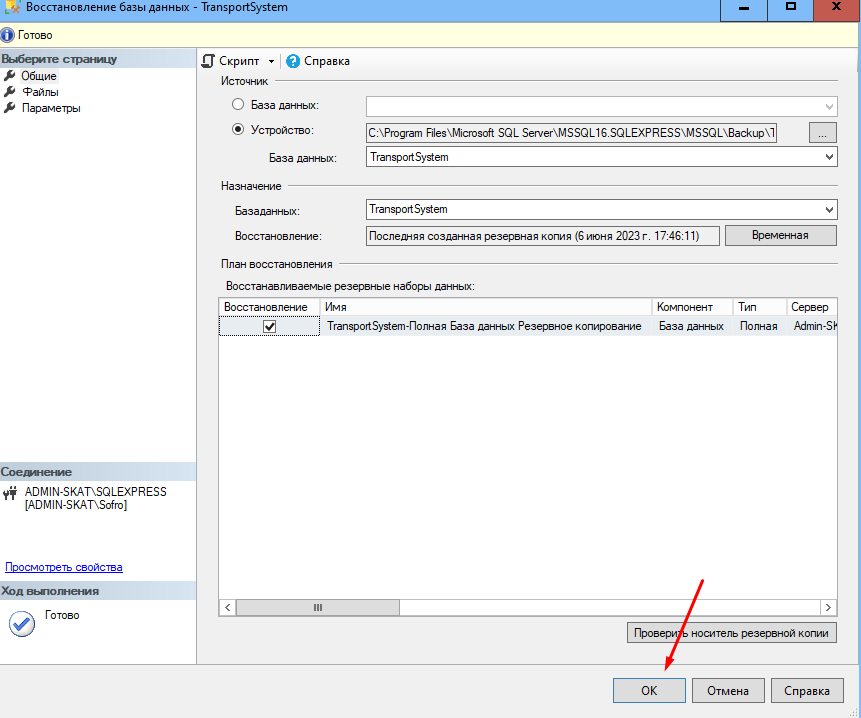 Восстановление базы данных - TransportSystem
Готово
Выберите страницу
Общие
Файлы
Параметры
Скрипт
Справка
Источник
База данных:
Устройство:
C:\Program Files\Microsoft SQL Server\MSSQL16.SQLEXPRESS\MSSQL\Backup\T
...
База данных:
TransportSystem
Назначение
Базаданных:
TransportSystem
Восстановление:
Последняя созданная резервная копия (6 июня 2023 г. 17:46:11)
Временная
План восстановления
Восстанавливаемые резервные наборы данных:
Восстановление Имя Компонент Тип Сервер
TransportSystem-Полная База данных Резервное копирование База данных Полная Admin-SK
Соединение
ADMIN-SKAT\SQLEXPRESS
[ADMIN-SKAT\Sofro]
Просмотреть свойства
Ход выполнения
Готово
Проверить носитель резервной копии
OK
Отмена
Справка